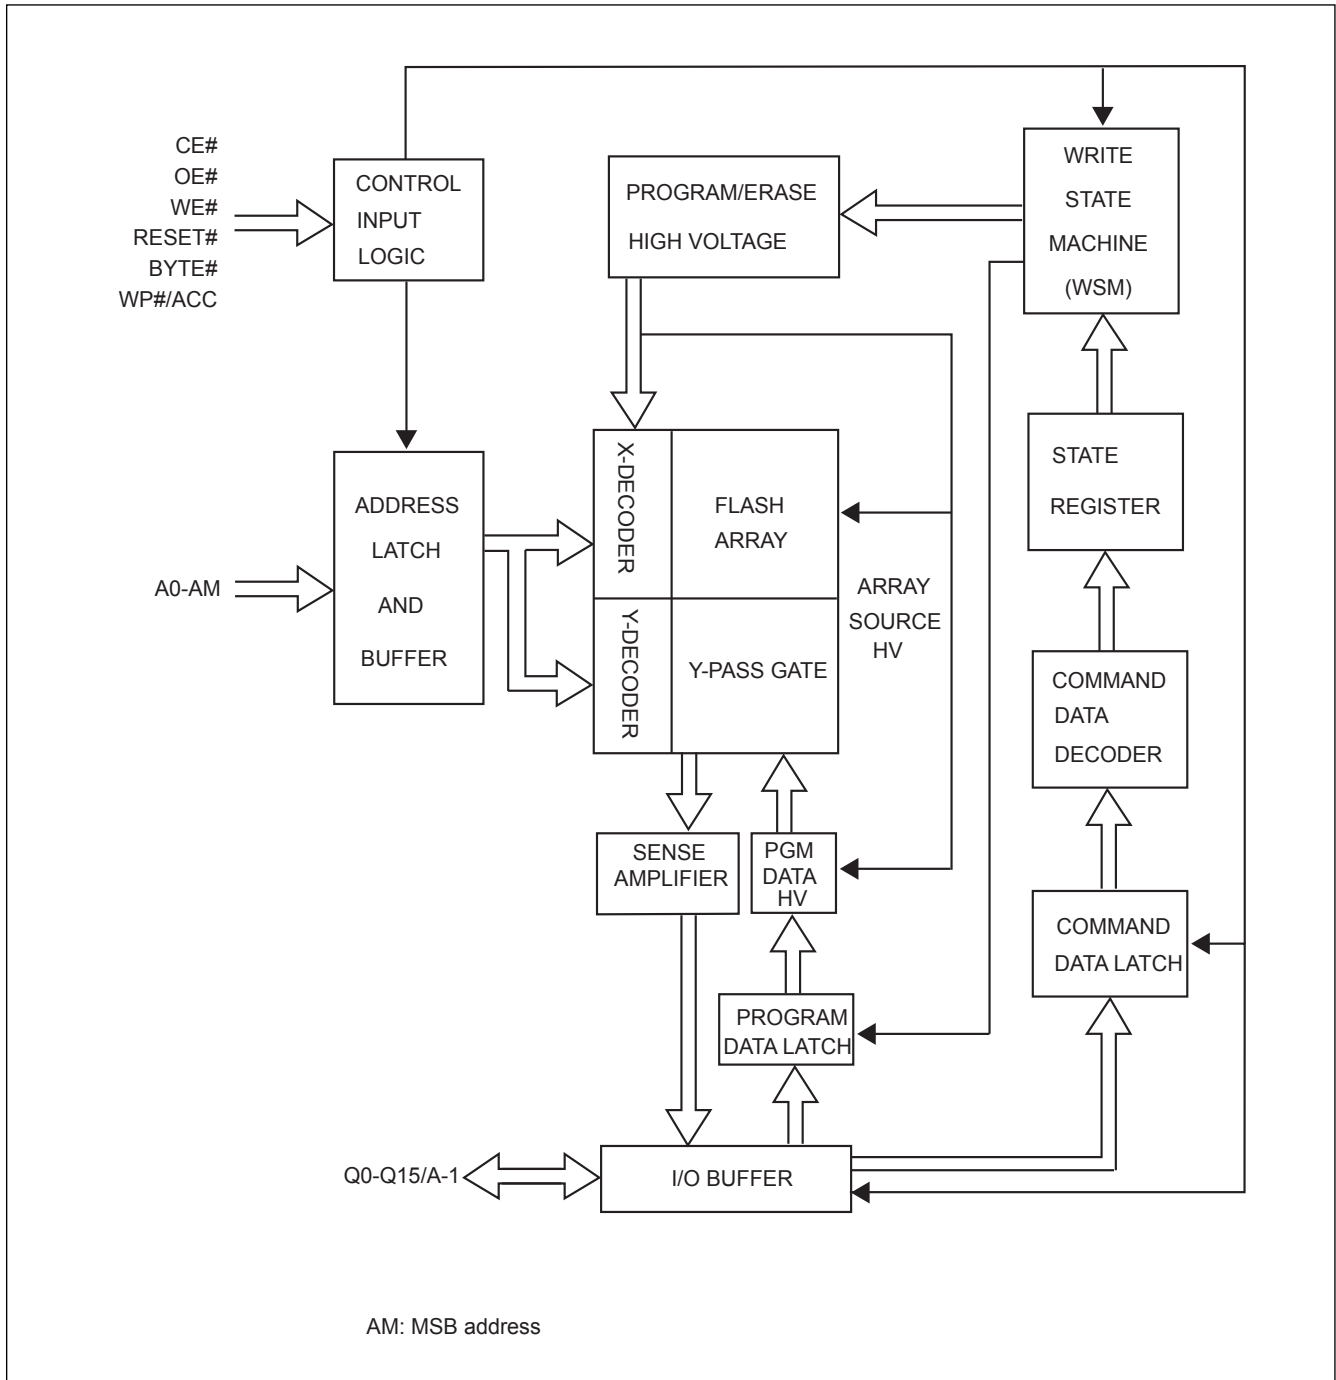 CE#
OE#
WE#
RESET#
BYTE#
WP#/ACC
CONTROL
INPUT
LOGIC
PROGRAM/ERASE
HIGH VOLTAGE
WRITE
STATE
MACHINE
(WSM)
STATE
REGISTER
A0-AM
ADDRESS
LATCH
AND
BUFFER
X-DECODER
FLASH
ARRAY
Y-DECODER
Y-PASS GATE
ARRAY
SOURCE
HV
COMMAND
DATA
DECODER
SENSE
AMPLIFIER
PGM
DATA
HV
COMMAND
DATA LATCH
PROGRAM
DATA LATCH
Q0-Q15/A-1
I/O BUFFER
AM: MSB address